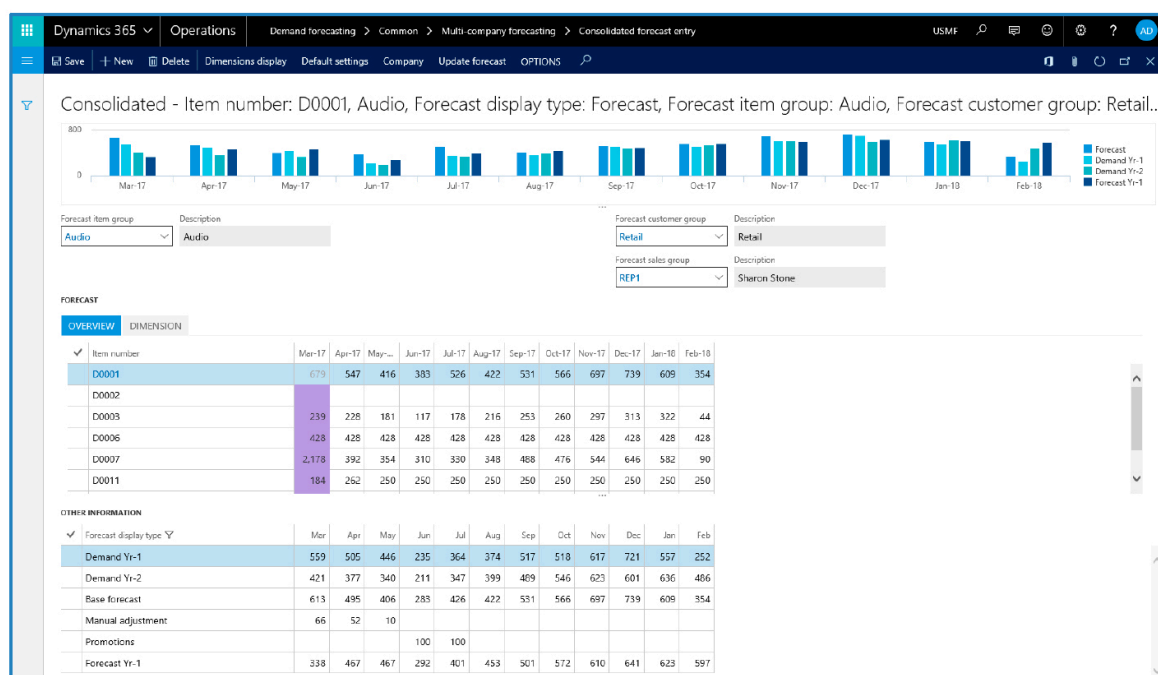 Dynamics 365 Operations Demand forecasting > Common > Multi-company forecasting > Consolidated forecast entry USMF ? AD
Save + New Delete Dimensions display Default settings Company Update forecast OPTIONS
Consolidated - Item number: D0001, Audio, Forecast display type: Forecast, Forecast item group: Audio, Forecast customer group: Retail..
800
0
Mar-17 Apr-17 May-17 Jun-17 Jul-17 Aug-17 Sep-17 Oct-17 Nov-17 Dec-17 Jan-18 Feb-18
Forecast
Demand Yr-1
Demand Yr-2
Forecast Yr-1
Forecast item group Description Forecast customer group Description
Audio Audio Retail Retail
Forecast sales group Description
REP1 Sharon Stone
FORECAST
OVERVIEW DIMENSION
Item number Mar-17 Apr-17 May-... Jun-17 Jul-17 Aug-17 Sep-17 Oct-17 Nov-17 Dec-17 Jan-18 Feb-18
D0001 679 547 416 383 526 422 531 566 697 739 609 354
D0002
D0003 239 228 181 117 178 216 253 260 297 313 322 44
D0006 428 428 428 428 428 428 428 428 428 428 428 428
D0007 2,178 392 354 310 330 348 488 476 544 646 582 90
D0011 184 262 250 250 250 250 250 250 250 250 250 250
OTHER INFORMATION
Forecast display type Mar Apr May Jun Jul Aug Sep Oct Nov Dec Jan Feb
Demand Yr-1 559 505 446 235 364 374 517 518 617 721 557 252
Demand Yr-2 421 377 340 211 347 399 489 546 623 601 636 486
Base forecast 613 495 406 283 426 422 531 566 697 739 609 354
Manual adjustment 66 52 10
Promotions 100 100
Forecast Yr-1 338 467 467 292 401 453 501 572 610 641 623 597